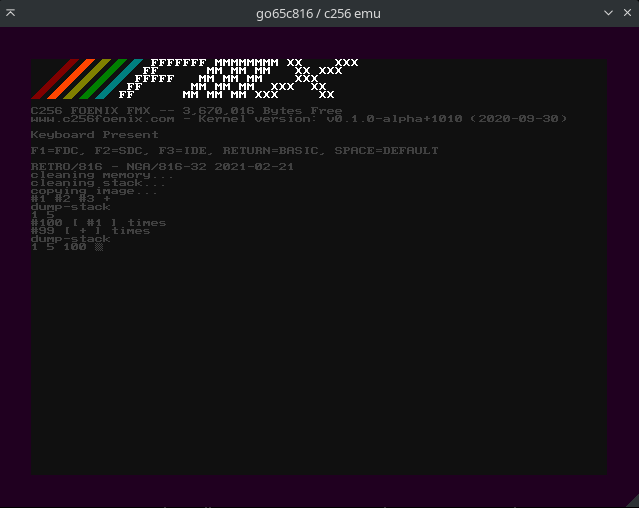 go65c816 / c256 emu
FFFFFFF MMMMMMMM XX XXX
FF MM MM MM XX XXX
FFFFF MM MM MM XXX
FF MM MM MM XXX XX
FF MM MM MM XXX XX
C256 FOENIX FMX -- 3,670,016 Bytes Free
www.c256foenix.com - Kernel version: v0.1.0-alpha+1010 (2020-09-30)
Keyboard Present
F1=FDC, F2=SDC, F3=IDE, RETURN=BASIC, SPACE=DEFAULT
RETRO/816 - NGA/816-32 2021-02-21
cleaning memory...
cleaning stack...
copying image...
#1 #2 #3 +
dump-stack
1 5
#100 [ #1 ] times
#99 [ + ] times
dump-stack
1 5 100